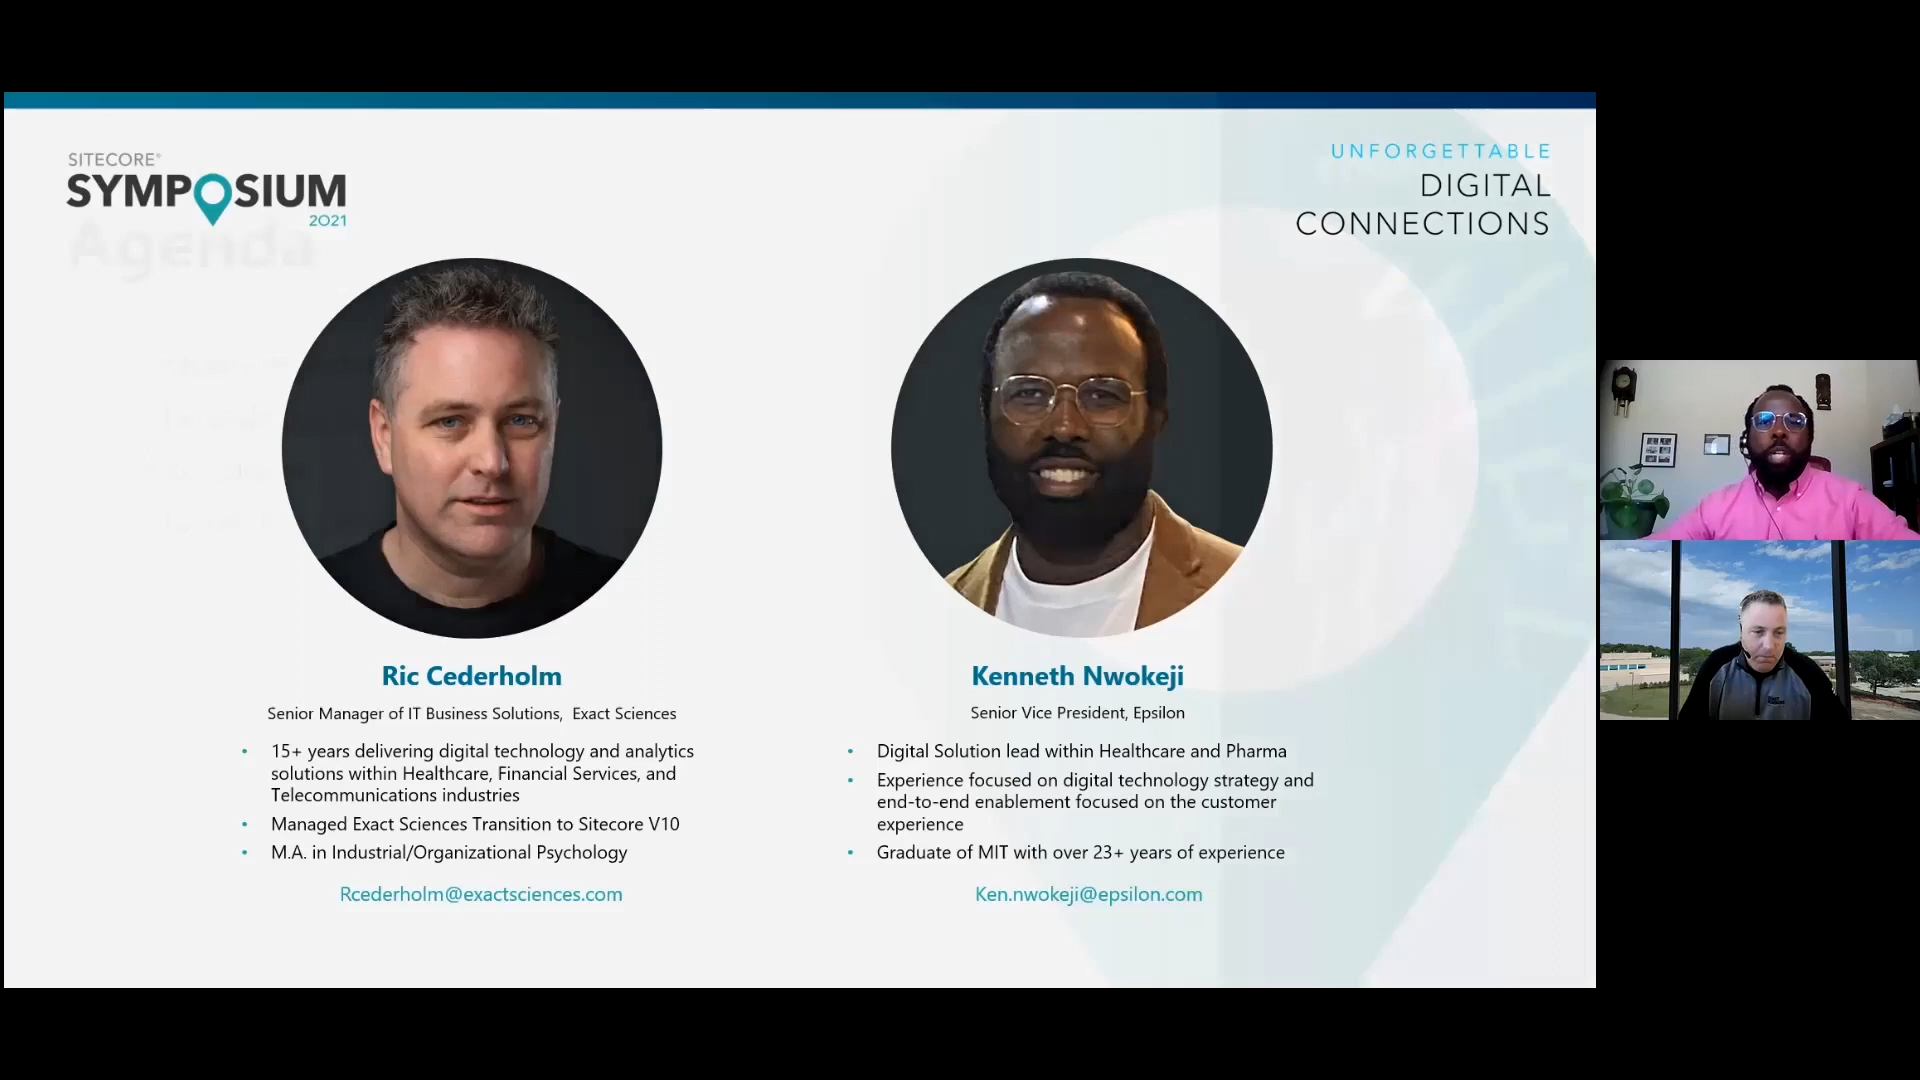 SITECORE®
SYMPOSIUM
2021
UNFORGETTABLE
DIGITAL
CONNECTIONS
Agenda
Ric Cederholm
Senior Manager of IT Business Solutions, Exact Sciences
• 15+ years delivering digital technology and analytics
solutions within Healthcare, Financial Services, and
Telecommunications industries
• Managed Exact Sciences Transition to Sitecore V10
• M.A. in Industrial/Organizational Psychology
Rcederholm@exactsciences.com
Kenneth Nwokeji
Senior Vice President, Epsilon
• Digital Solution lead within Healthcare and Pharma
• Experience focused on digital technology strategy and
end-to-end enablement focused on the customer
experience
• Graduate of MIT with over 23+ years of experience
Ken.nwokeji@epsilon.com